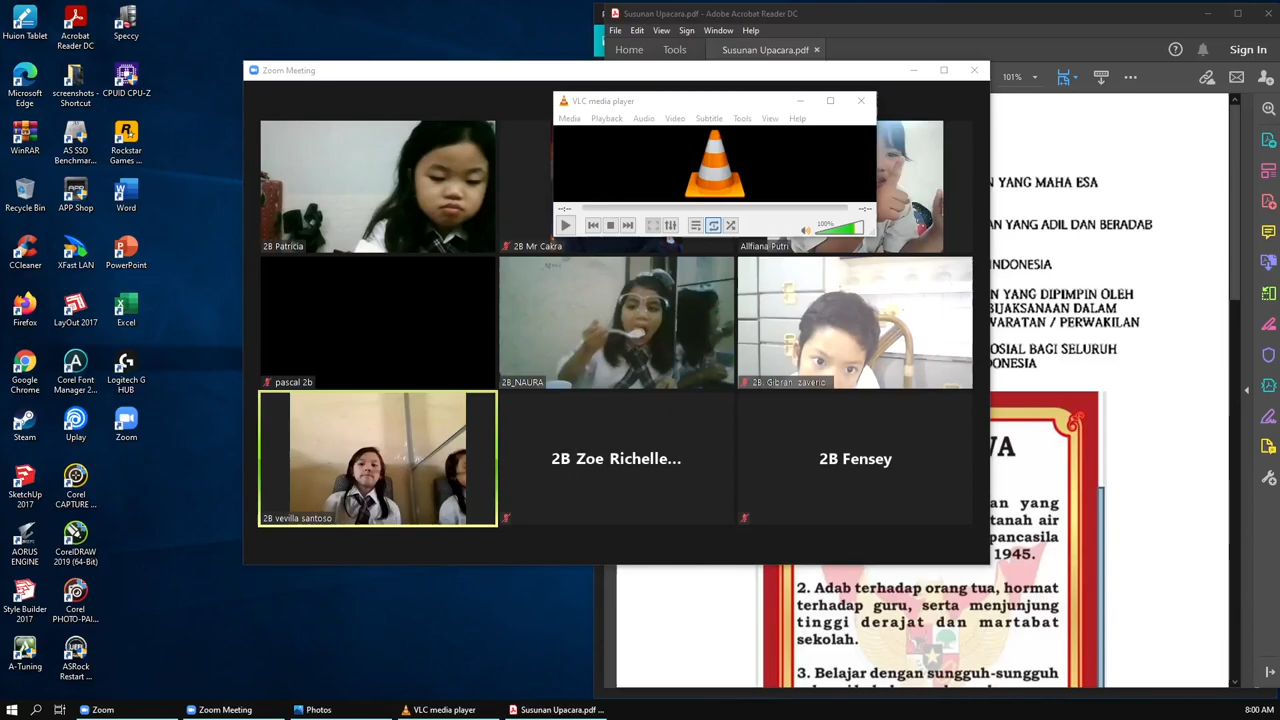 Huion Tablet
Acrobat Reader DC
Speccy
Microsoft Edge
screenshots - Shortcut
CPUID CPU-Z
WinRAR
AS SSD Benchmar...
Rockstar Games ...
Recycle Bin
APP Shop
Word
CCleaner
XFast LAN
PowerPoint
Firefox
LayOut 2017
Excel
Google Chrome
Corel Font Manager 2...
Logitech G HUB
Steam
Uplay
Zoom
SketchUp 2017
Corel CAPTURE ...
AORUS ENGINE
CorelDRAW 2019 (64-Bit)
Style Builder 2017
Corel PHOTO-PAI...
A-Tuning
ASRock Restart ...
Susunan Upacara.pdf - Adobe Acrobat Reader DC
File Edit View Sign Window Help
Home Tools Susunan Upacara.pdf
Sign In
101%
Zoom Meeting
VLC media player
Media Playback Audio Video Subtitle Tools View Help
--:-- --:--
100%
2B Patricia
2B Mr Cakra
Allfiana Putri
pascal 2b
2B_NAURA
2B. Gibran zaverio
2B vevilla santoso
2B Zoe Richelle...
2B Fensey
N YANG MAHA ESA
AN YANG ADIL DAN BERADAB
INDONESIA
N YANG DIPIMPIN OLEH
BIJAKSANAAN DALAM
WARATAN / PERWAKILAN
OSIAL BAGI SELURUH
ONESIA
WA
an yang
tanah air
pancasila
1945.
2. Adab terhadap orang tua, hormat
terhadap guru, serta menjunjung
tinggi derajat dan martabat
sekolah.
3. Belajar dengan sungguh-sungguh
Zoom
Zoom Meeting
Photos
VLC media player
Susunan Upacara.pdf ...
8:00 AM